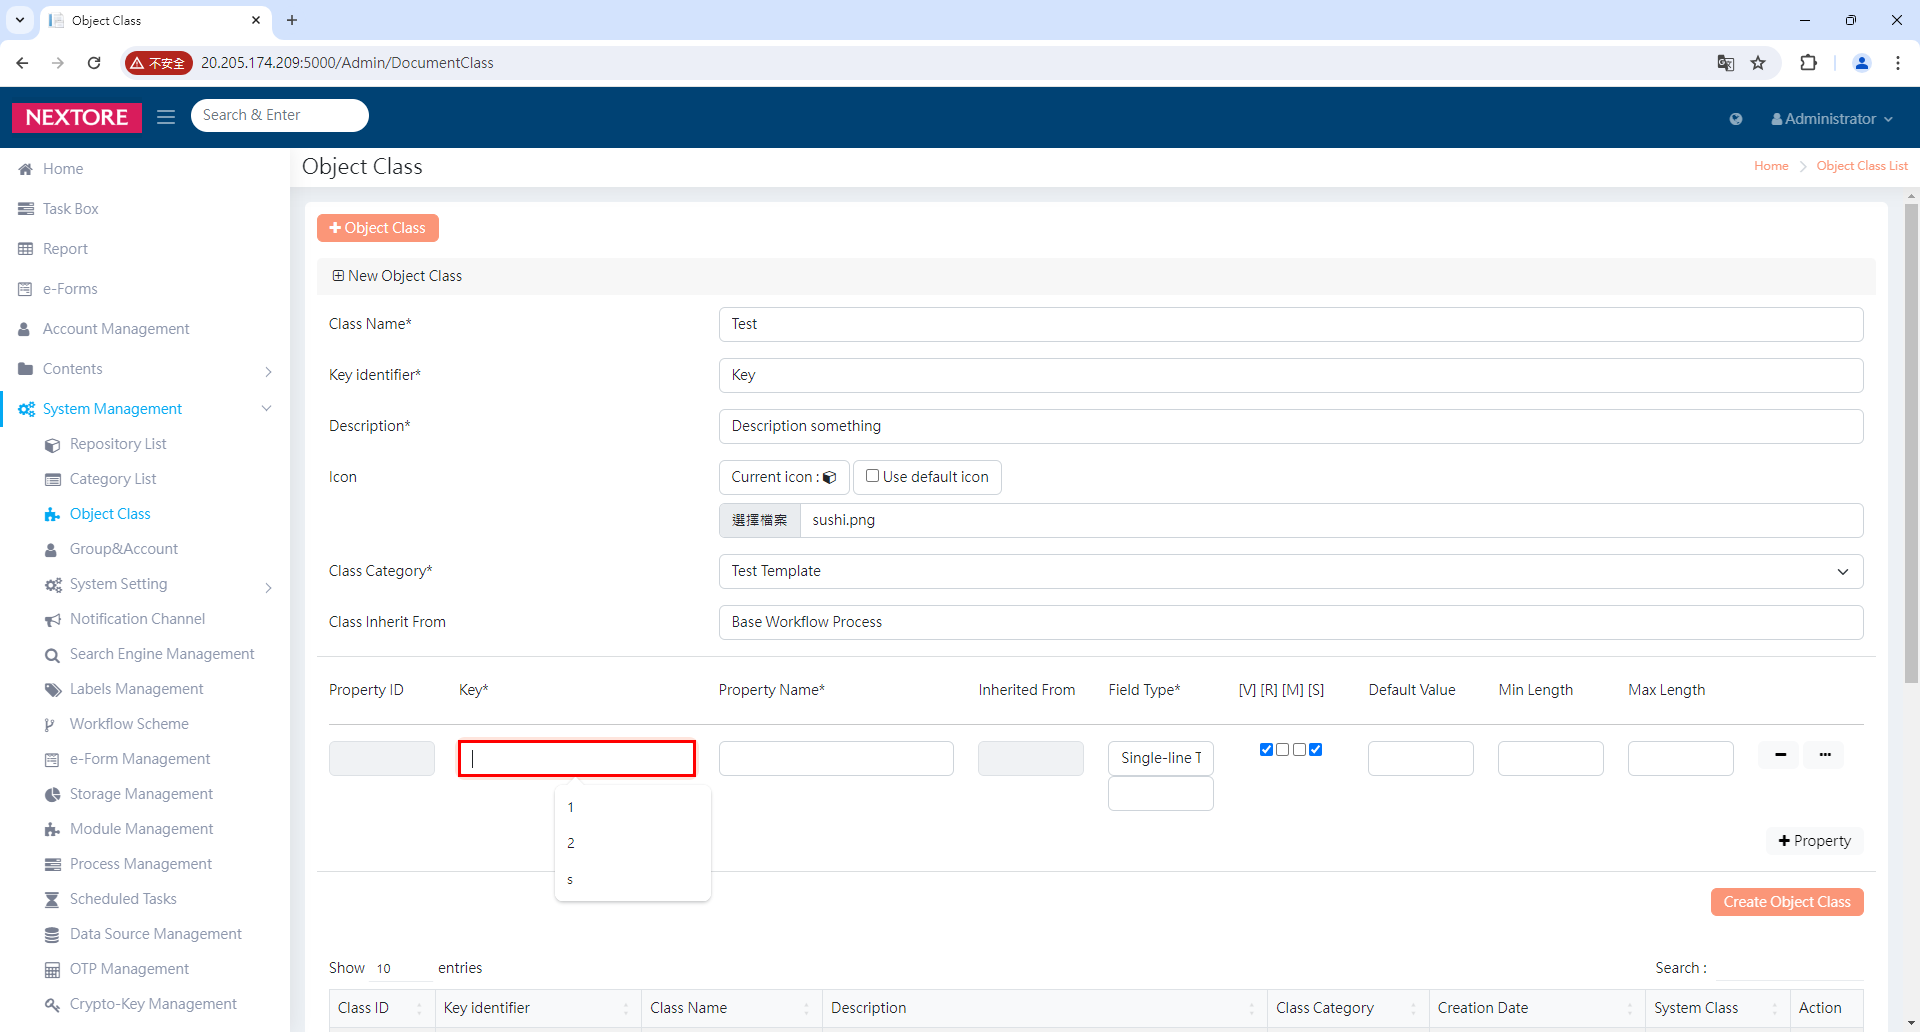 Object Class
不安全 20.205.174.209:5000/Admin/DocumentClass
NEXTORE Search & Enter Administrator
Home
Task Box
Report
e-Forms
Account Management
Contents
System Management
Repository List
Category List
Object Class
Group&Account
System Setting
Notification Channel
Search Engine Management
Labels Management
Workflow Scheme
e-Form Management
Storage Management
Module Management
Process Management
Scheduled Tasks
Data Source Management
OTP Management
Crypto-Key Management
Object Class Home Object Class List
Object Class
New Object Class
Class Name* Test
Key identifier* Key
Description* Description something
Icon Current icon : Use default icon
選擇檔案 sushi.png
Class Category* Test Template
Class Inherit From Base Workflow Process
Property ID Key* Property Name* Inherited From Field Type* [V] [R] [M] [S] Default Value Min Length Max Length
Single-line T
1
2
s
Property
Create Object Class
Show 10 entries Search :
Class ID Key identifier Class Name Description Class Category Creation Date System Class Action